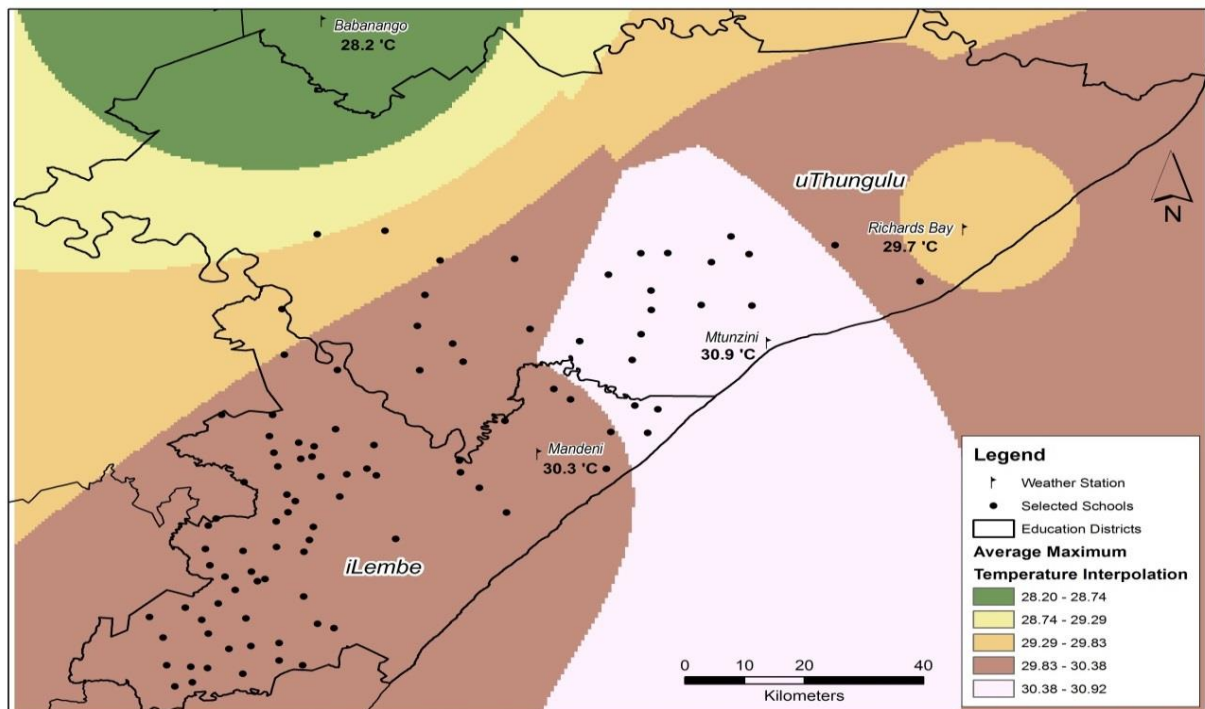 Babanango
28.2 'C
uThungulu
N
Richards Bay
29.7 'C
Mtunzini
30.9 'C
Mandeni
30.3 'C
iLembe
Legend
Weather Station
Selected Schools
Education Districts
Average Maximum
Temperature Interpolation
28.20 - 28.74
28.74 - 29.29
29.29 - 29.83
29.83 - 30.38
30.38 - 30.92
0 10 20 40
Kilometers